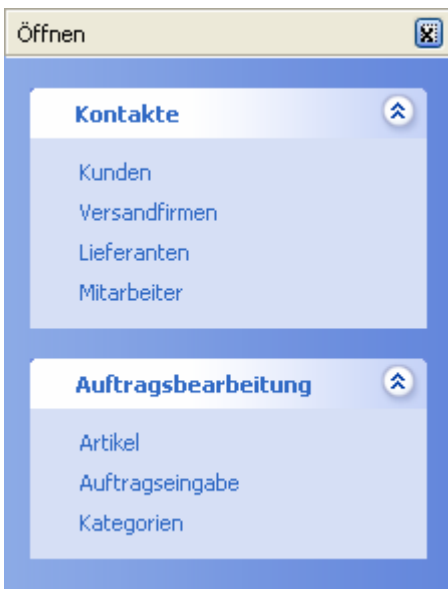 Öffnen
Kontakte
Kunden
Versandfirmen
Lieferanten
Mitarbeiter
Auftragsbearbeitung
Artikel
Auftragseingabe
Kategorien